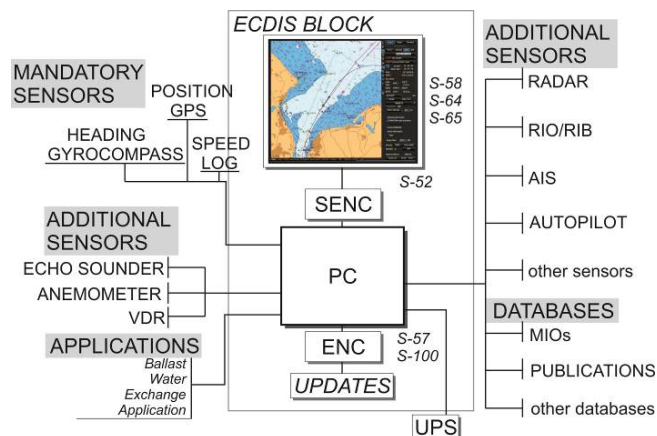 ECDIS BLOCK
S-58
S-64
S-65
S-52
SENC
PC
S-57
S-100
ENC
UPDATES
UPS
MANDATORY
SENSORS
POSITION
GPS
HEADING
GYROCOMPASS
SPEED
LOG
ADDITIONAL
SENSORS
ECHO SOUNDER
ANEMOMETER
VDR
APPLICATIONS
Ballast
Water
Exchange
Application
ADDITIONAL
SENSORS
RADAR
RIO/RIB
AIS
AUTOPILOT
other sensors
DATABASES
MIOs
PUBLICATIONS
other databases